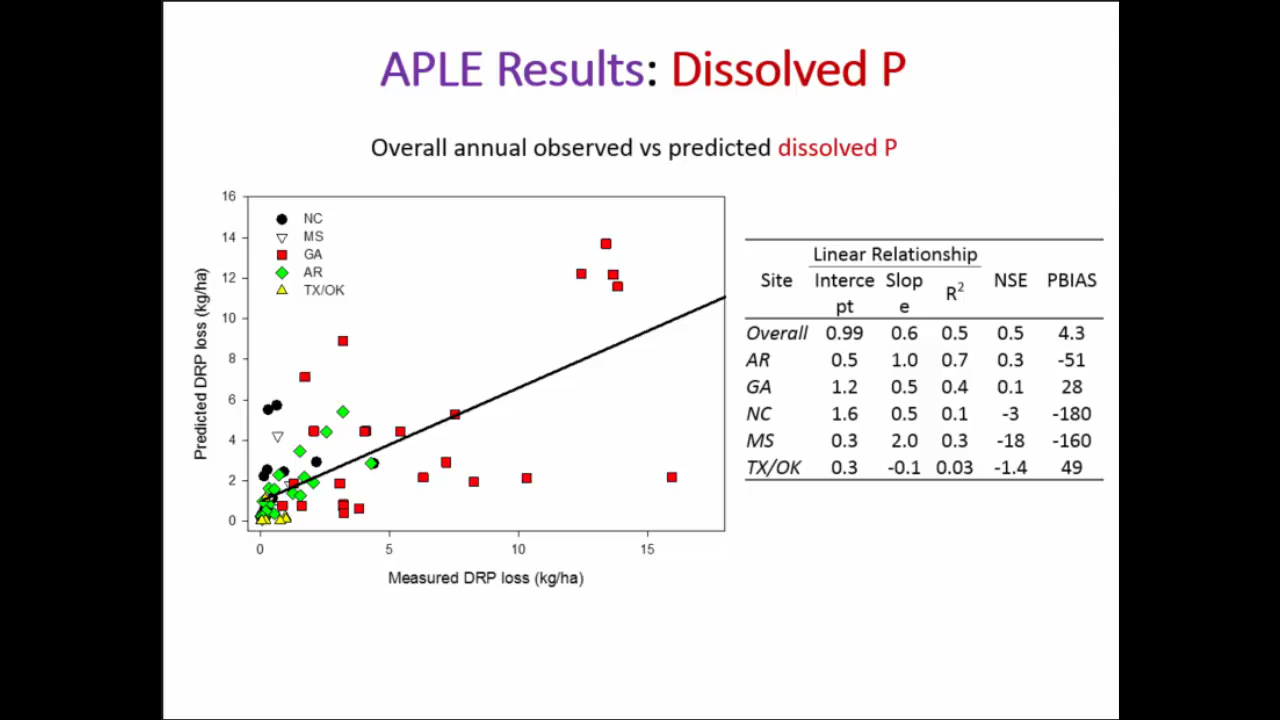 APLE Results: Dissolved P
Overall annual observed vs predicted dissolved P
16
14
12
10
8
6
4
2
0
Predicted DRP loss (kg/ha)
NC
MS
GA
AR
TX/OK
0 5 10 15
Measured DRP loss (kg/ha)
Linear Relationship
Site Interce Slop R² NSE PBIAS
pt e
Overall 0.99 0.6 0.5 0.5 4.3
AR 0.5 1.0 0.7 0.3 -51
GA 1.2 0.5 0.4 0.1 28
NC 1.6 0.5 0.1 -3 -180
MS 0.3 2.0 0.3 -18 -160
TX/OK 0.3 -0.1 0.03 -1.4 49